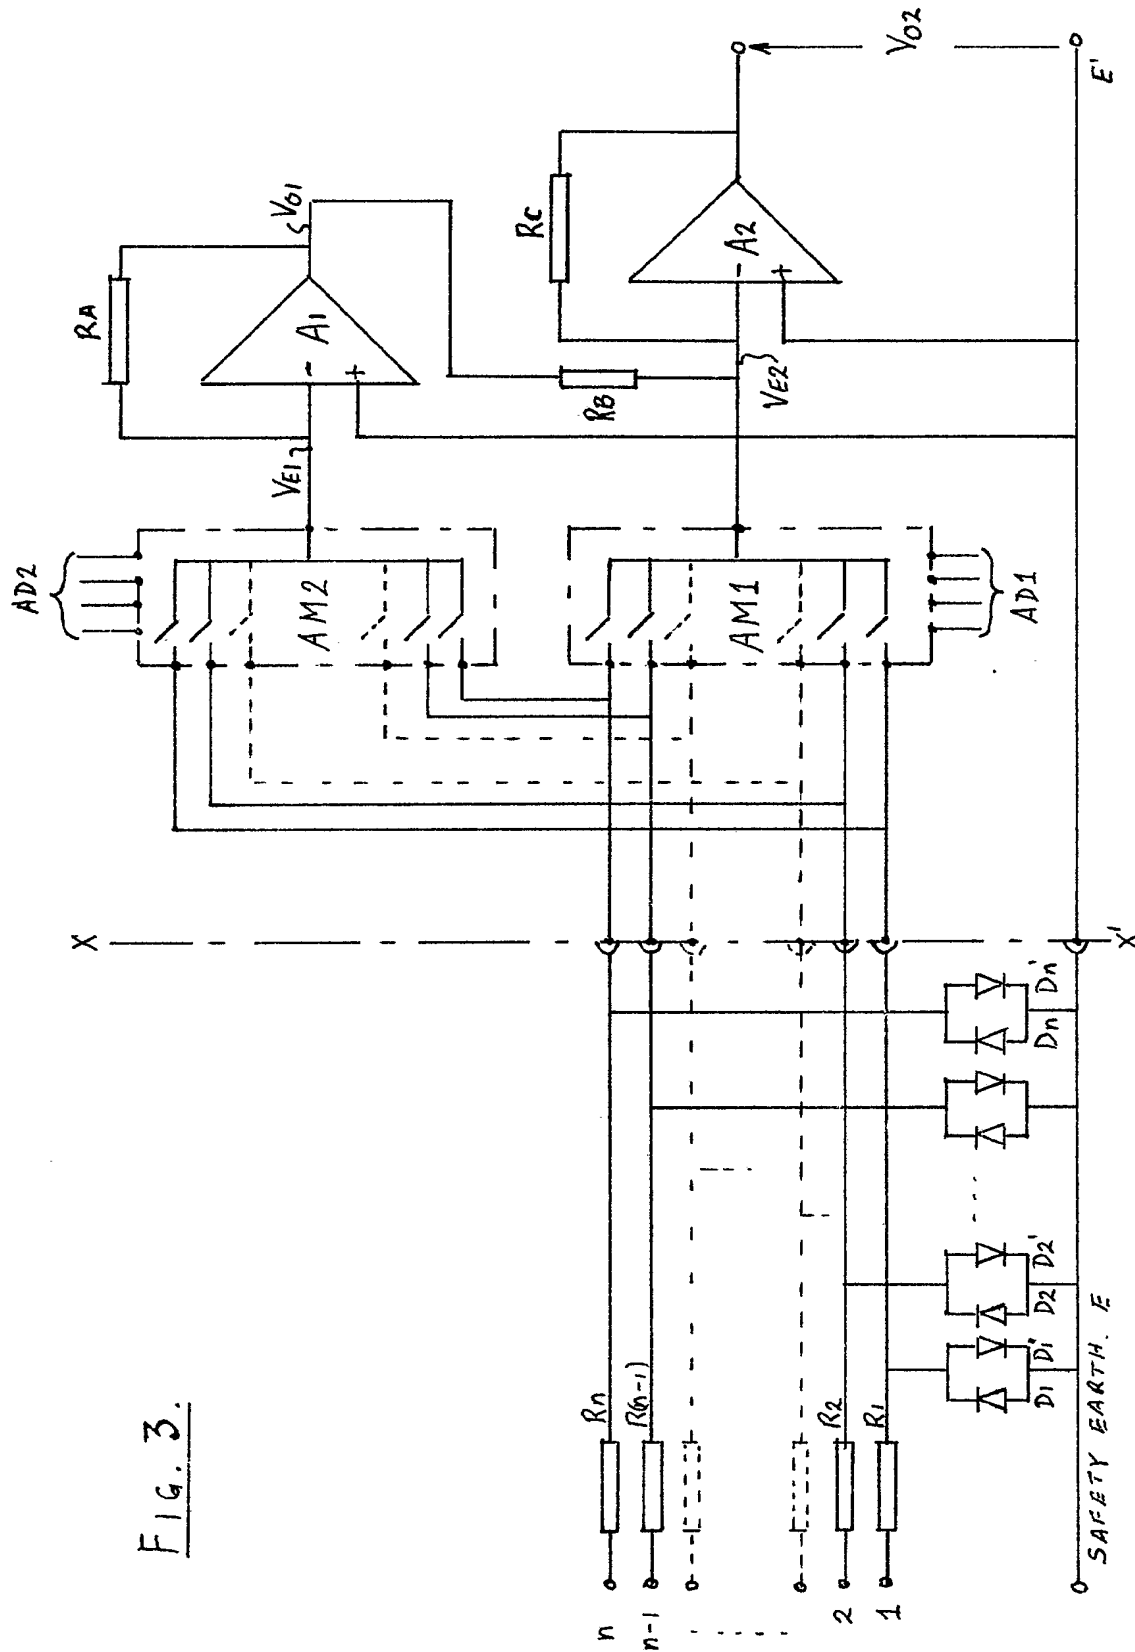 FIG. 3.
AD2
AM2
VE1
RA
A1
-
+
VO1
RB
RC
AM1
AD1
VE2
A2
-
+
VO2
E'
X
X'
n
n-1
. . . . . .
2
1
Rn
R(n-1)
R2
R1
D1
D1'
D2
D2'
. . . .
Dn
Dn'
SAFETY EARTH. E